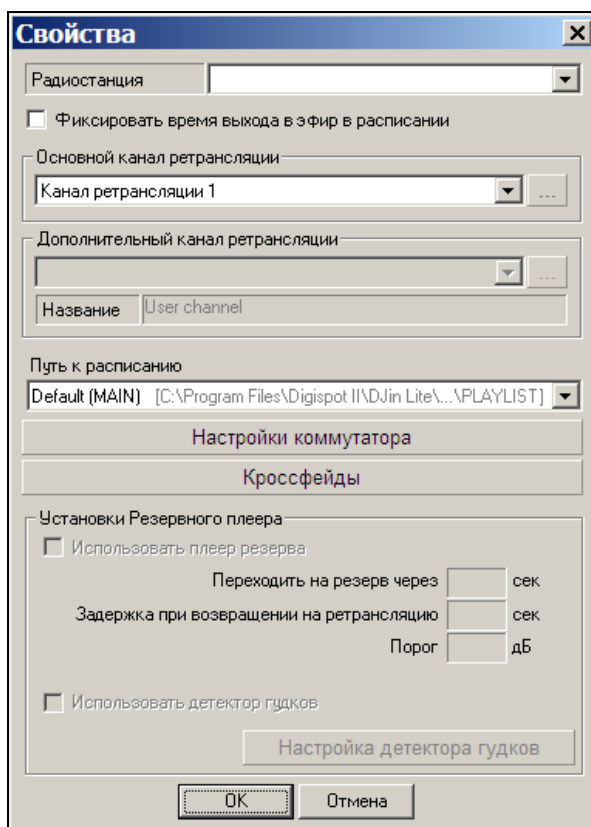 Свойства
Радиостанция
Фиксировать время выхода в эфир в расписании
Основной канал ретрансляции
Канал ретрансляции 1
...
Дополнительный канал ретрансляции
...
Название User channel
Путь к расписанию
Default (MAIN) [C:\Program Files\Digispot II\DJin Lite\...\PLAYLIST]
Настройки коммутатора
Кроссфейды
Установки Резервного плеера
Использовать плеер резерва
Переходить на резерв через сек
Задержка при возвращении на ретрансляцию сек
Порог дБ
Использовать детектор гудков
Настройка детектора гудков
OK Отмена